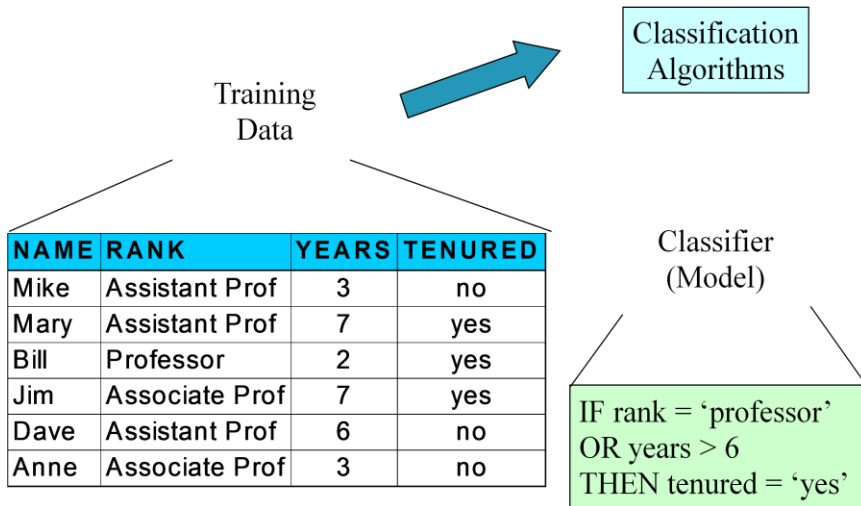 Classification
Algorithms
Training
Data
NAME RANK YEARS TENURED
Mike Assistant Prof 3 no
Mary Assistant Prof 7 yes
Bill Professor 2 yes
Jim Associate Prof 7 yes
Dave Assistant Prof 6 no
Anne Associate Prof 3 no
Classifier
(Model)
IF rank = ‘professor’
OR years > 6
THEN tenured = ‘yes’